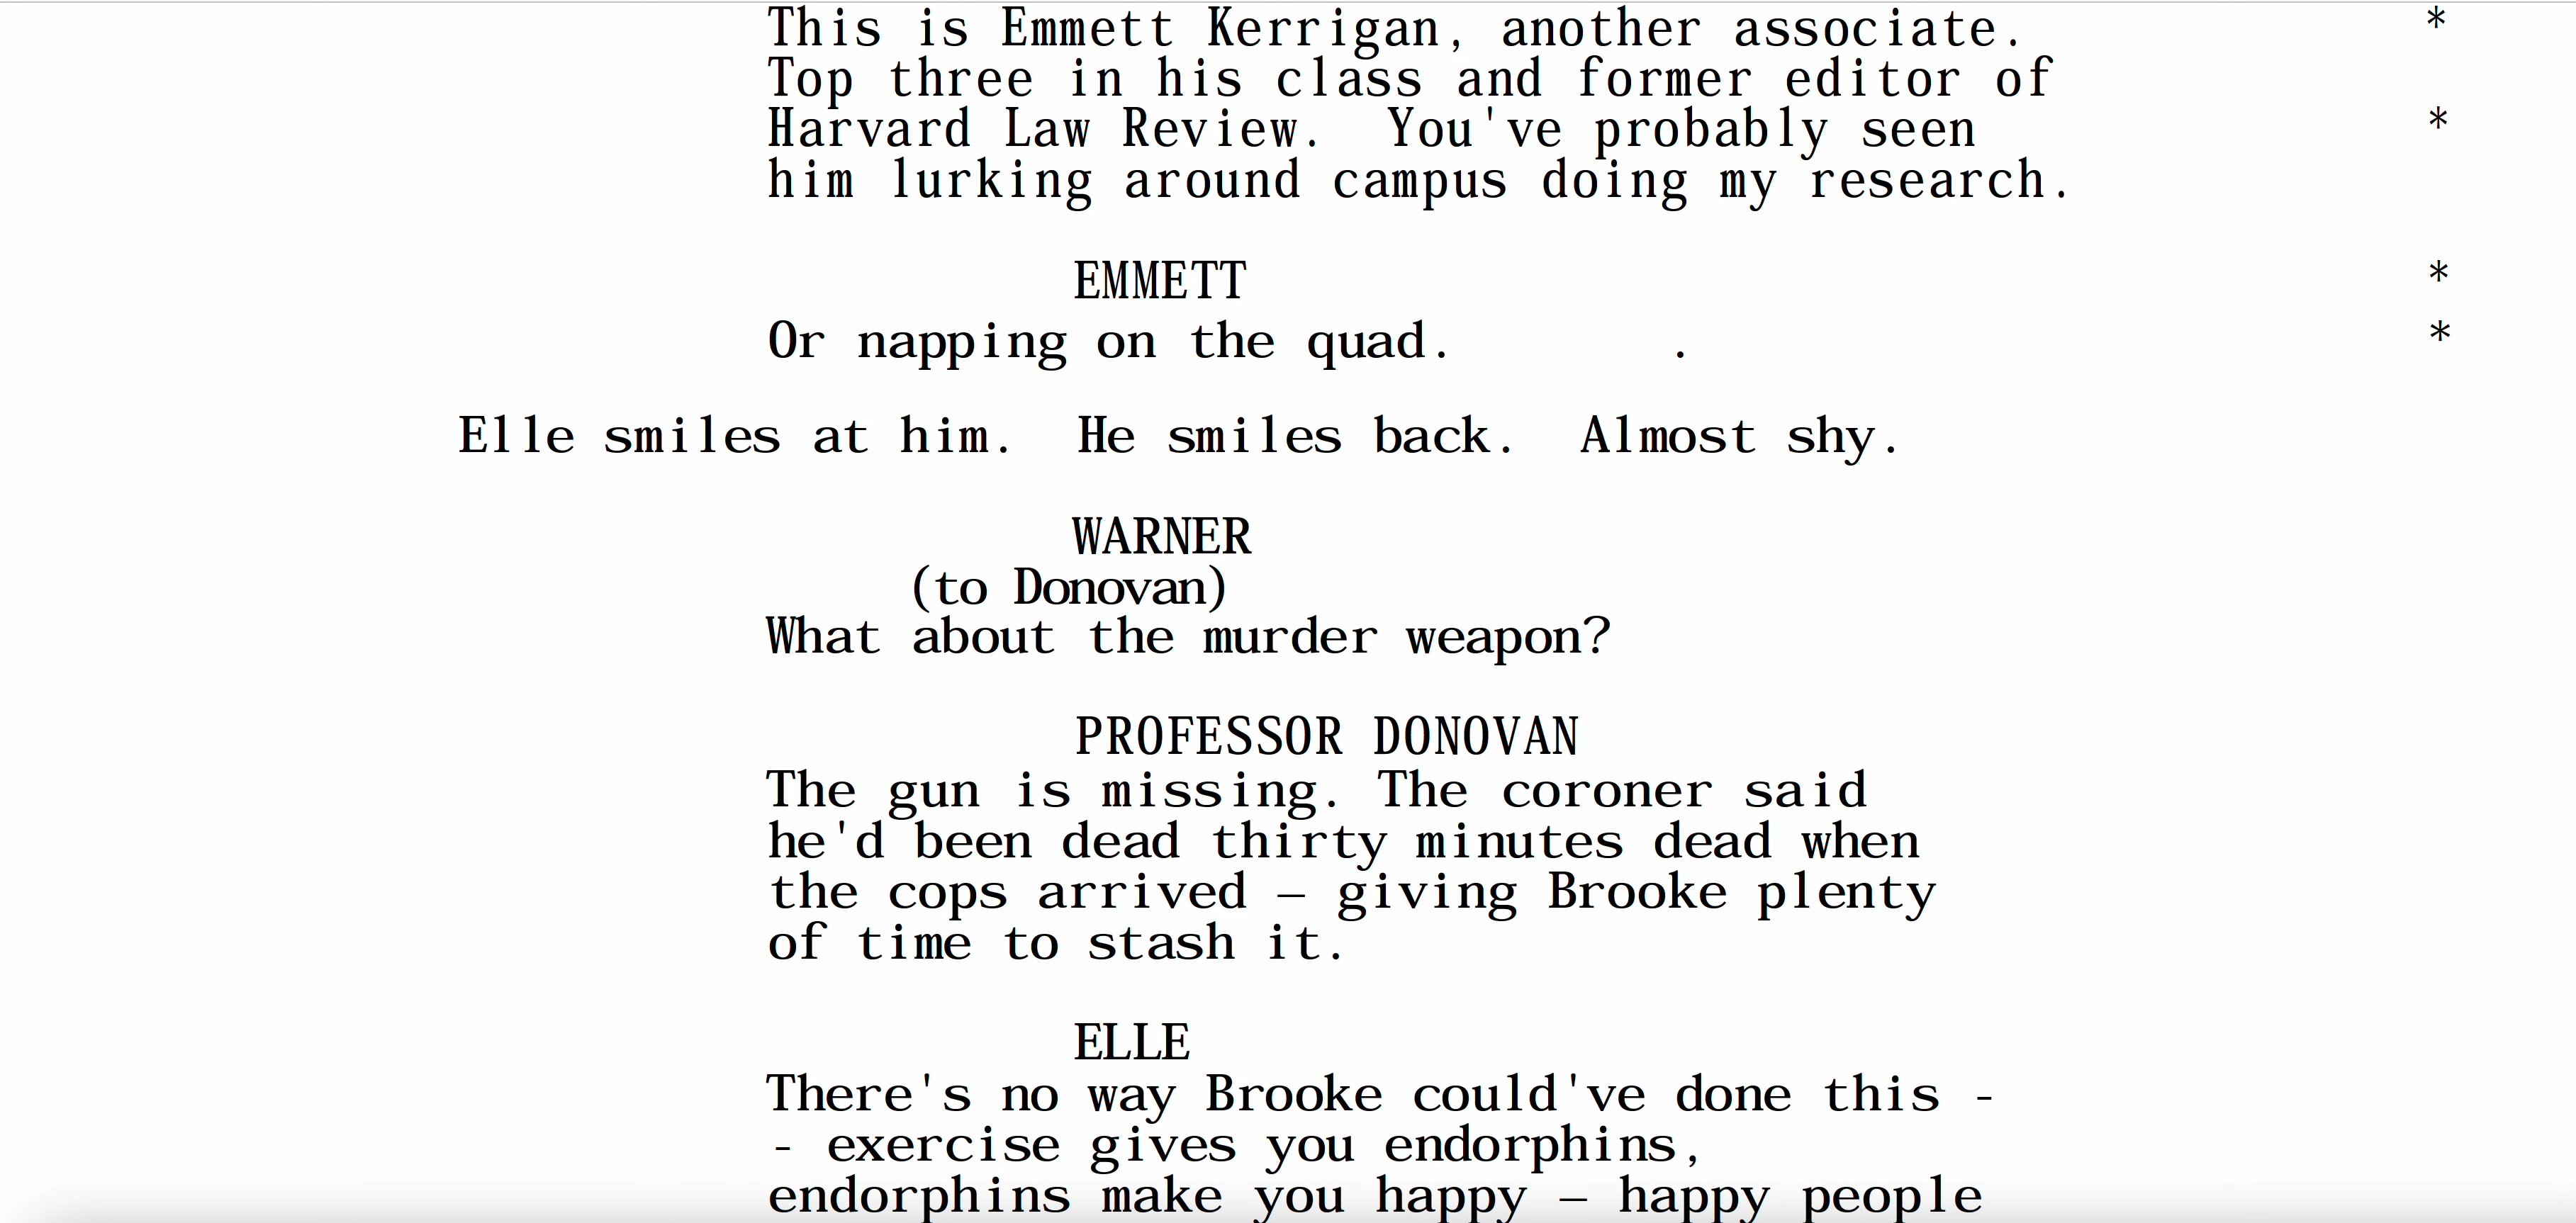 This is Emmett Kerrigan, another associate. *
Top three in his class and former editor of
Harvard Law Review.  You've probably seen *
him lurking around campus doing my research.
EMMETT *
Or napping on the quad. . *
Elle smiles at him.  He smiles back.  Almost shy.
WARNER
(to Donovan)
What about the murder weapon?
PROFESSOR DONOVAN
The gun is missing. The coroner said
he'd been dead thirty minutes dead when
the cops arrived – giving Brooke plenty
of time to stash it.
ELLE
There's no way Brooke could've done this -
- exercise gives you endorphins,
endorphins make you happy – happy people